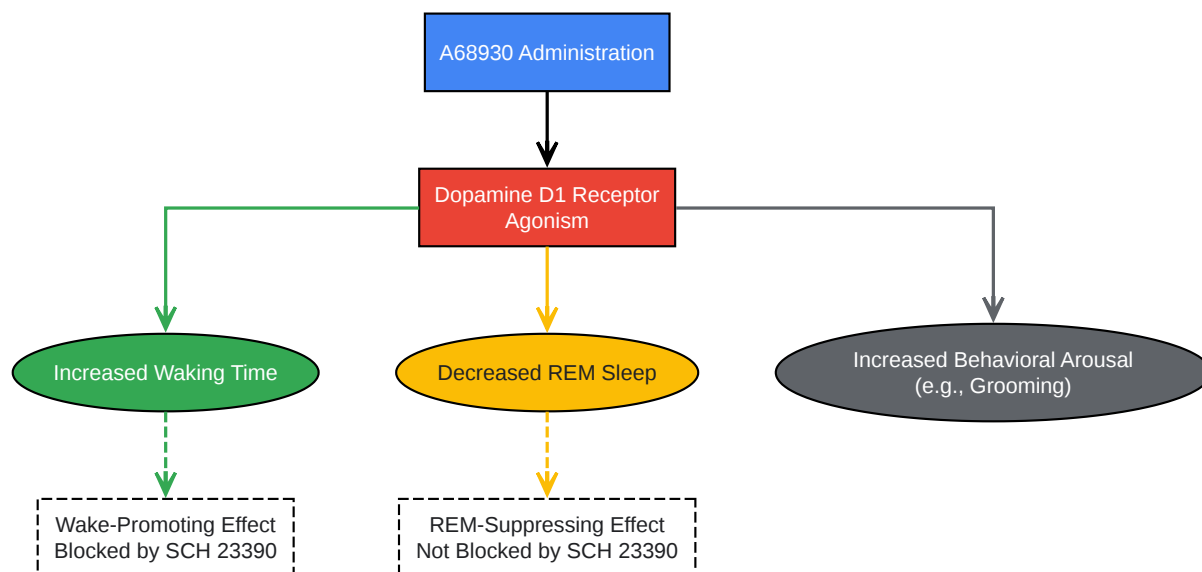 A68930 Administration
Dopamine D1 Receptor
Agonism
Increased Waking Time
Decreased REM Sleep
Increased Behavioral Arousal
(e.g., Grooming)
Wake-Promoting Effect
Blocked by SCH 23390
REM-Suppressing Effect
Not Blocked by SCH 23390